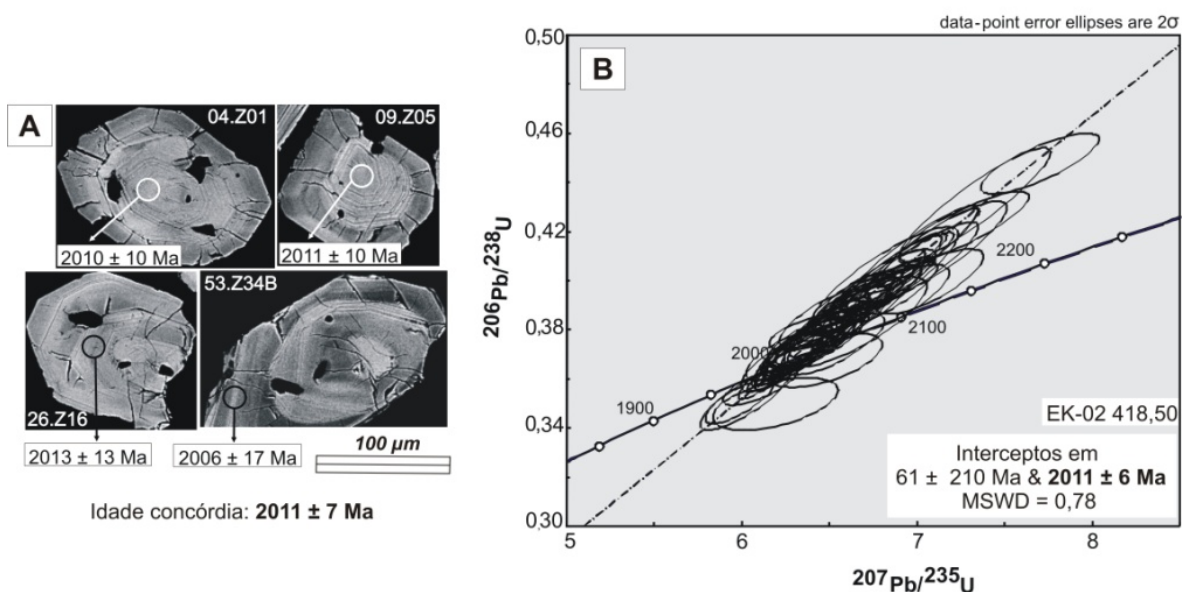 A
04.Z01
09.Z05
2010 ± 10 Ma
2011 ± 10 Ma
53.Z34B
26.Z16
2013 ± 13 Ma
2006 ± 17 Ma
100 µm
Idade concórdia: 2011 ± 7 Ma
data-point error ellipses are 2σ
B
0,50
0,46
0,42
0,38
0,34
0,30
206Pb/238U
2200
2100
2000
1900
EK-02 418,50
Interceptos em
61 ± 210 Ma & 2011 ± 6 Ma
MSWD = 0,78
5
6
7
8
207Pb/235U